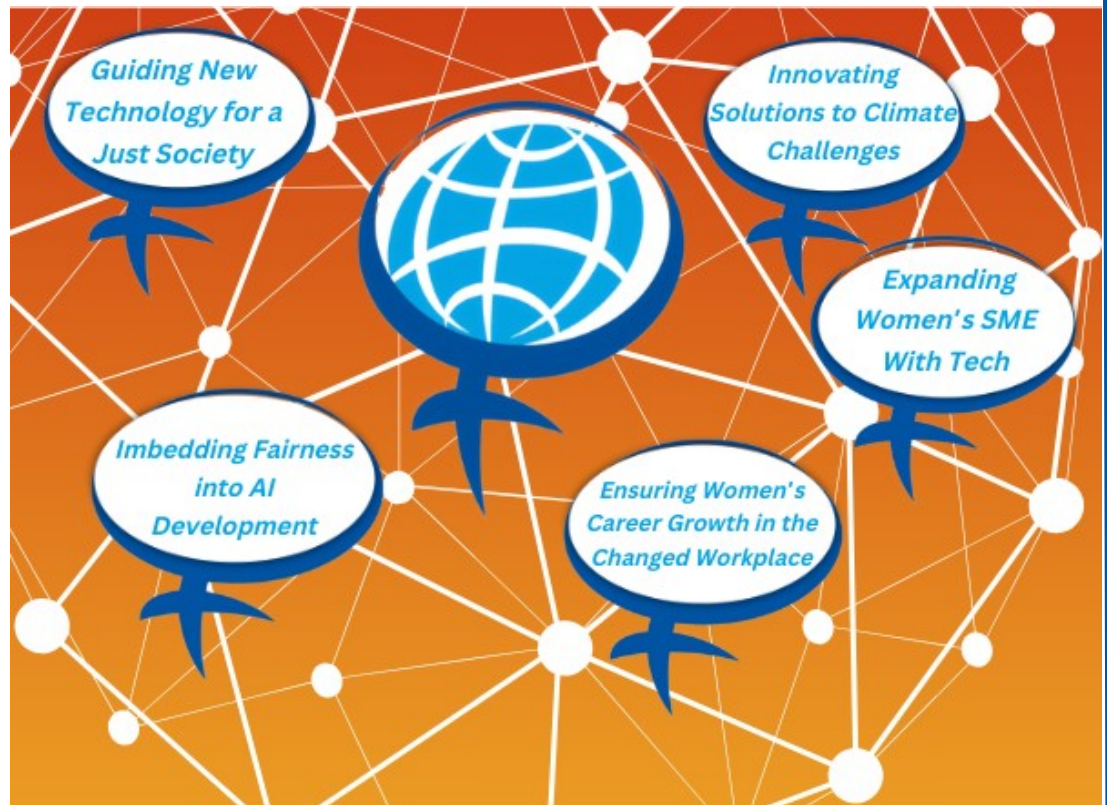 Guiding New
Technology for a
Just Society
Innovating
Solutions to Climate
Challenges
Expanding
Women's SME
With Tech
Imbedding Fairness
into AI
Development
Ensuring Women's
Career Growth in the
Changed Workplace